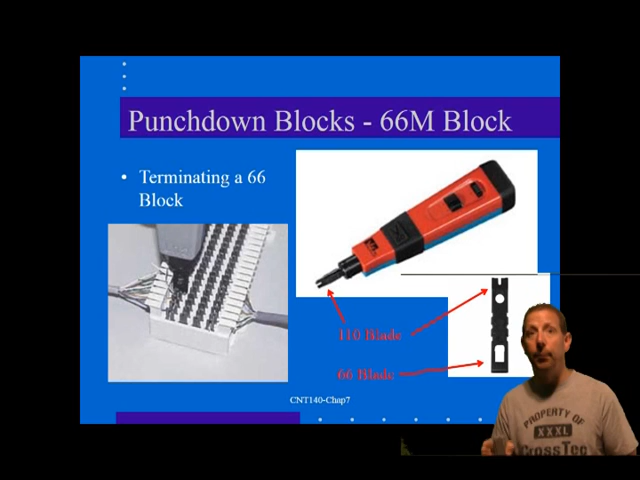 Punchdown Blocks - 66M Block
• Terminating a 66
Block
110 Blade
66 Blade
CNT140-Chap7
PROPERTY OF
XXXL
CrossTec